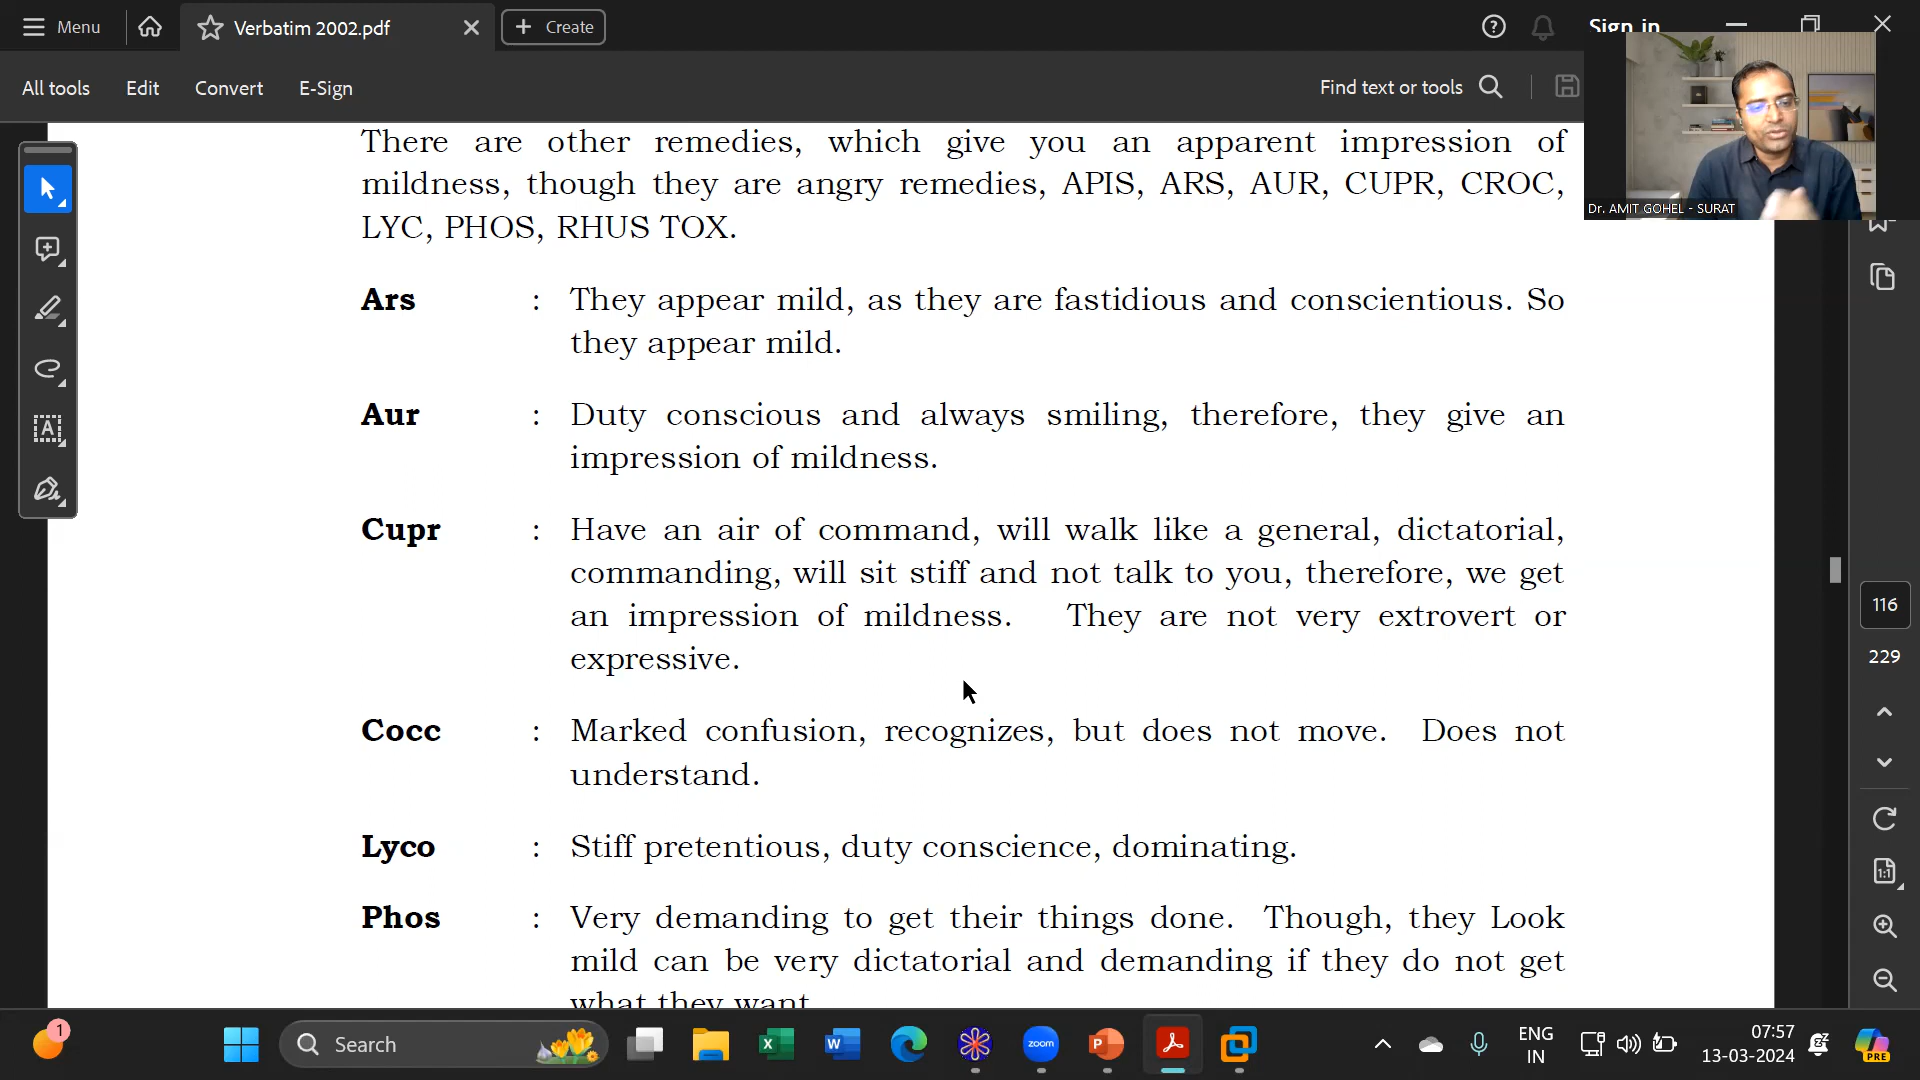 Menu
Verbatim 2002.pdf
Create
Sign in
All tools
Edit
Convert
E-Sign
Find text or tools
Dr. AMIT GOHEL - SURAT
There are other remedies, which give you an apparent impression of
mildness, though they are angry remedies, APIS, ARS, AUR, CUPR, CROC,
LYC, PHOS, RHUS TOX.
Ars : They appear mild, as they are fastidious and conscientious. So
they appear mild.
Aur : Duty conscious and always smiling, therefore, they give an
impression of mildness.
Cupr : Have an air of command, will walk like a general, dictatorial,
commanding, will sit stiff and not talk to you, therefore, we get
an impression of mildness. They are not very extrovert or
expressive.
Cocc : Marked confusion, recognizes, but does not move. Does not
understand.
Lyco : Stiff pretentious, duty conscience, dominating.
Phos : Very demanding to get their things done. Though, they Look
mild can be very dictatorial and demanding if they do not get
what they want
116
229
1:1
1
Search
zoom
ENG
IN
07:57
13-03-2024
PRE